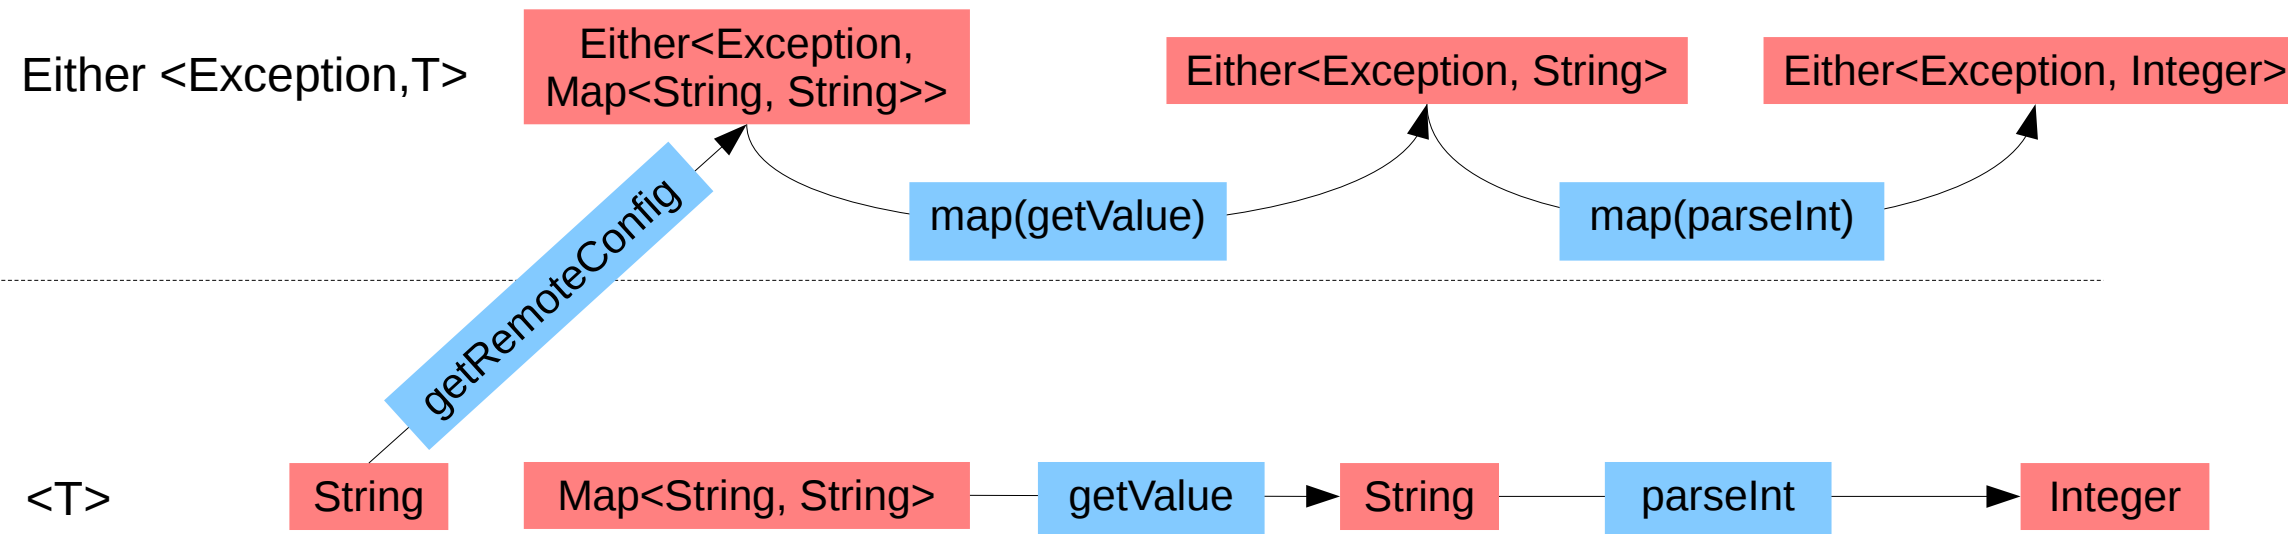 Either <Exception,T>
Either<Exception,
Map<String, String>>
Either<Exception, String>
Either<Exception, Integer>
getRemoteConfig
map(getValue)
map(parseInt)
<T>
String
Map<String, String>
getValue
String
parseInt
Integer